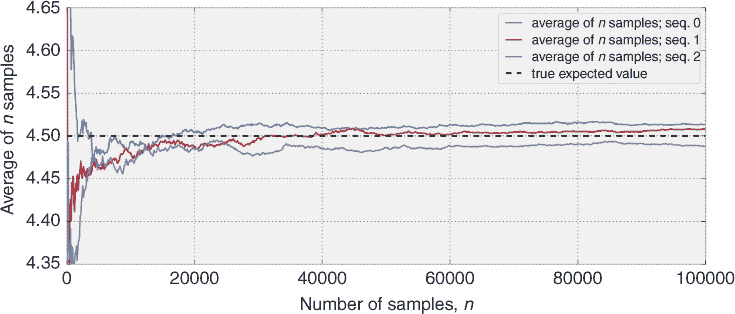 4.65
4.60
4.55
4.50
4.45
4.40
4.35
Average of n samples
average of n samples; seq. 0
average of n samples; seq. 1
average of n samples; seq. 2
true expected value
0 20000 40000 60000 80000 100000
Number of samples, n